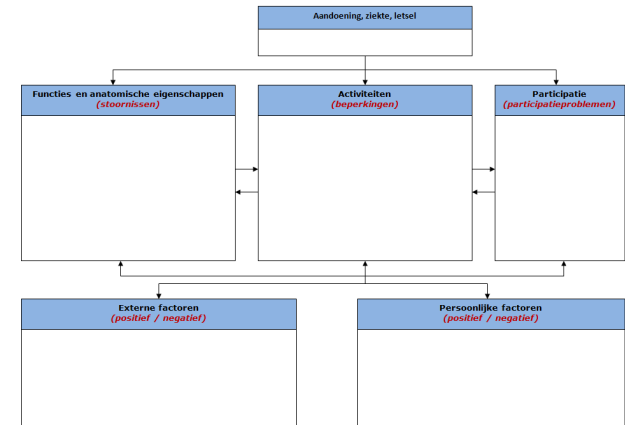 Aandoening, ziekte, letsel
Functies en anatomische eigenschappen
(stoornissen)
Activiteiten
(beperkingen)
Participatie
(participatieproblemen)
Externe factoren
(positief / negatief)
Persoonlijke factoren
(positief / negatief)